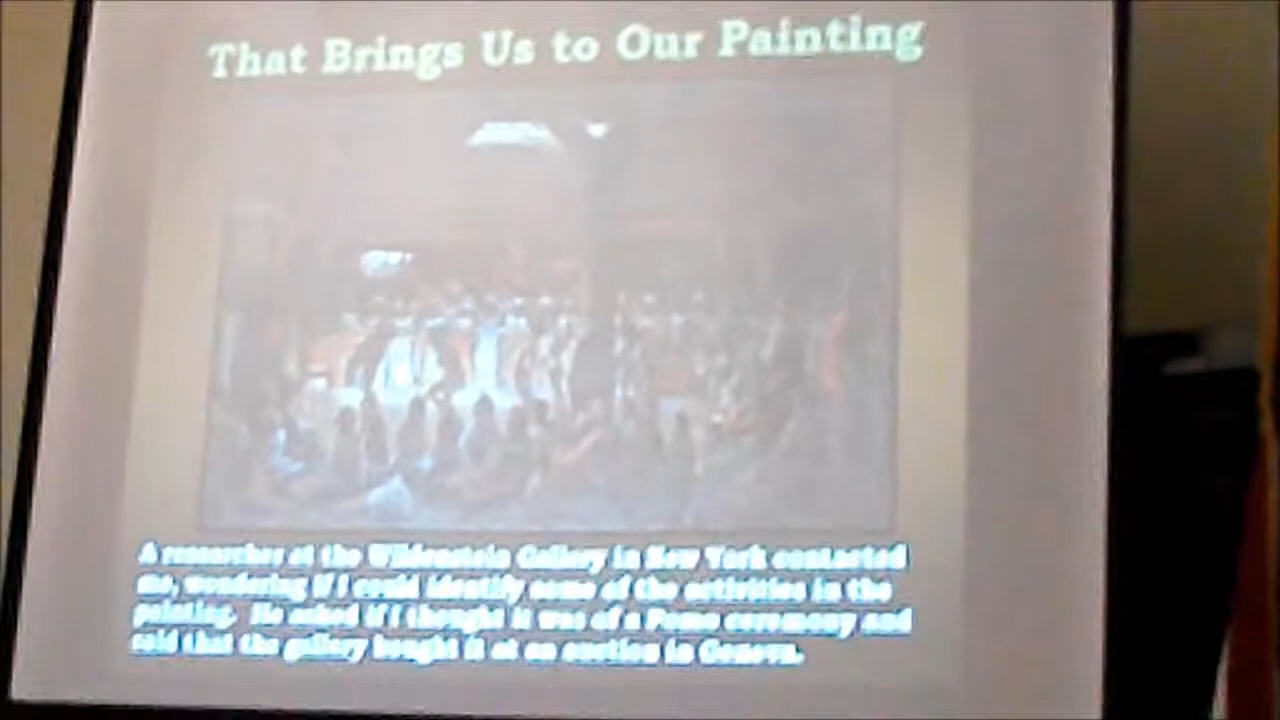 That Brings Us to Our Painting
A researcher at the Wildenstein Gallery in New York contacted
me, wondering if I could identify some of the activities in the
painting. He asked if I thought it was of a Pomo ceremony and
said that the gallery bought it at an auction in Geneva.